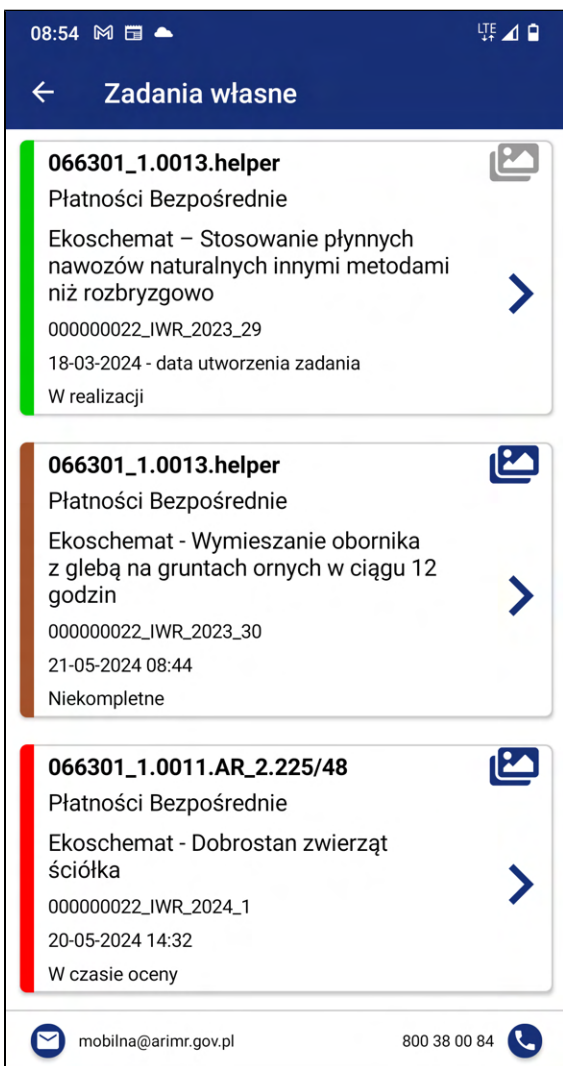 08:54
LTE
Zadania własne
066301_1.0013.helper
Płatności Bezpośrednie
Ekoschemat – Stosowanie płynnych
nawozów naturalnych innymi metodami
niż rozbryzgowo
000000022_IWR_2023_29
18-03-2024 - data utworzenia zadania
W realizacji
066301_1.0013.helper
Płatności Bezpośrednie
Ekoschemat - Wymieszanie obornika
z glebą na gruntach ornych w ciągu 12
godzin
000000022_IWR_2023_30
21-05-2024 08:44
Niekompletne
066301_1.0011.AR_2.225/48
Płatności Bezpośrednie
Ekoschemat - Dobrostan zwierząt
ściółka
000000022_IWR_2024_1
20-05-2024 14:32
W czasie oceny
mobilna@arimr.gov.pl
800 38 00 84